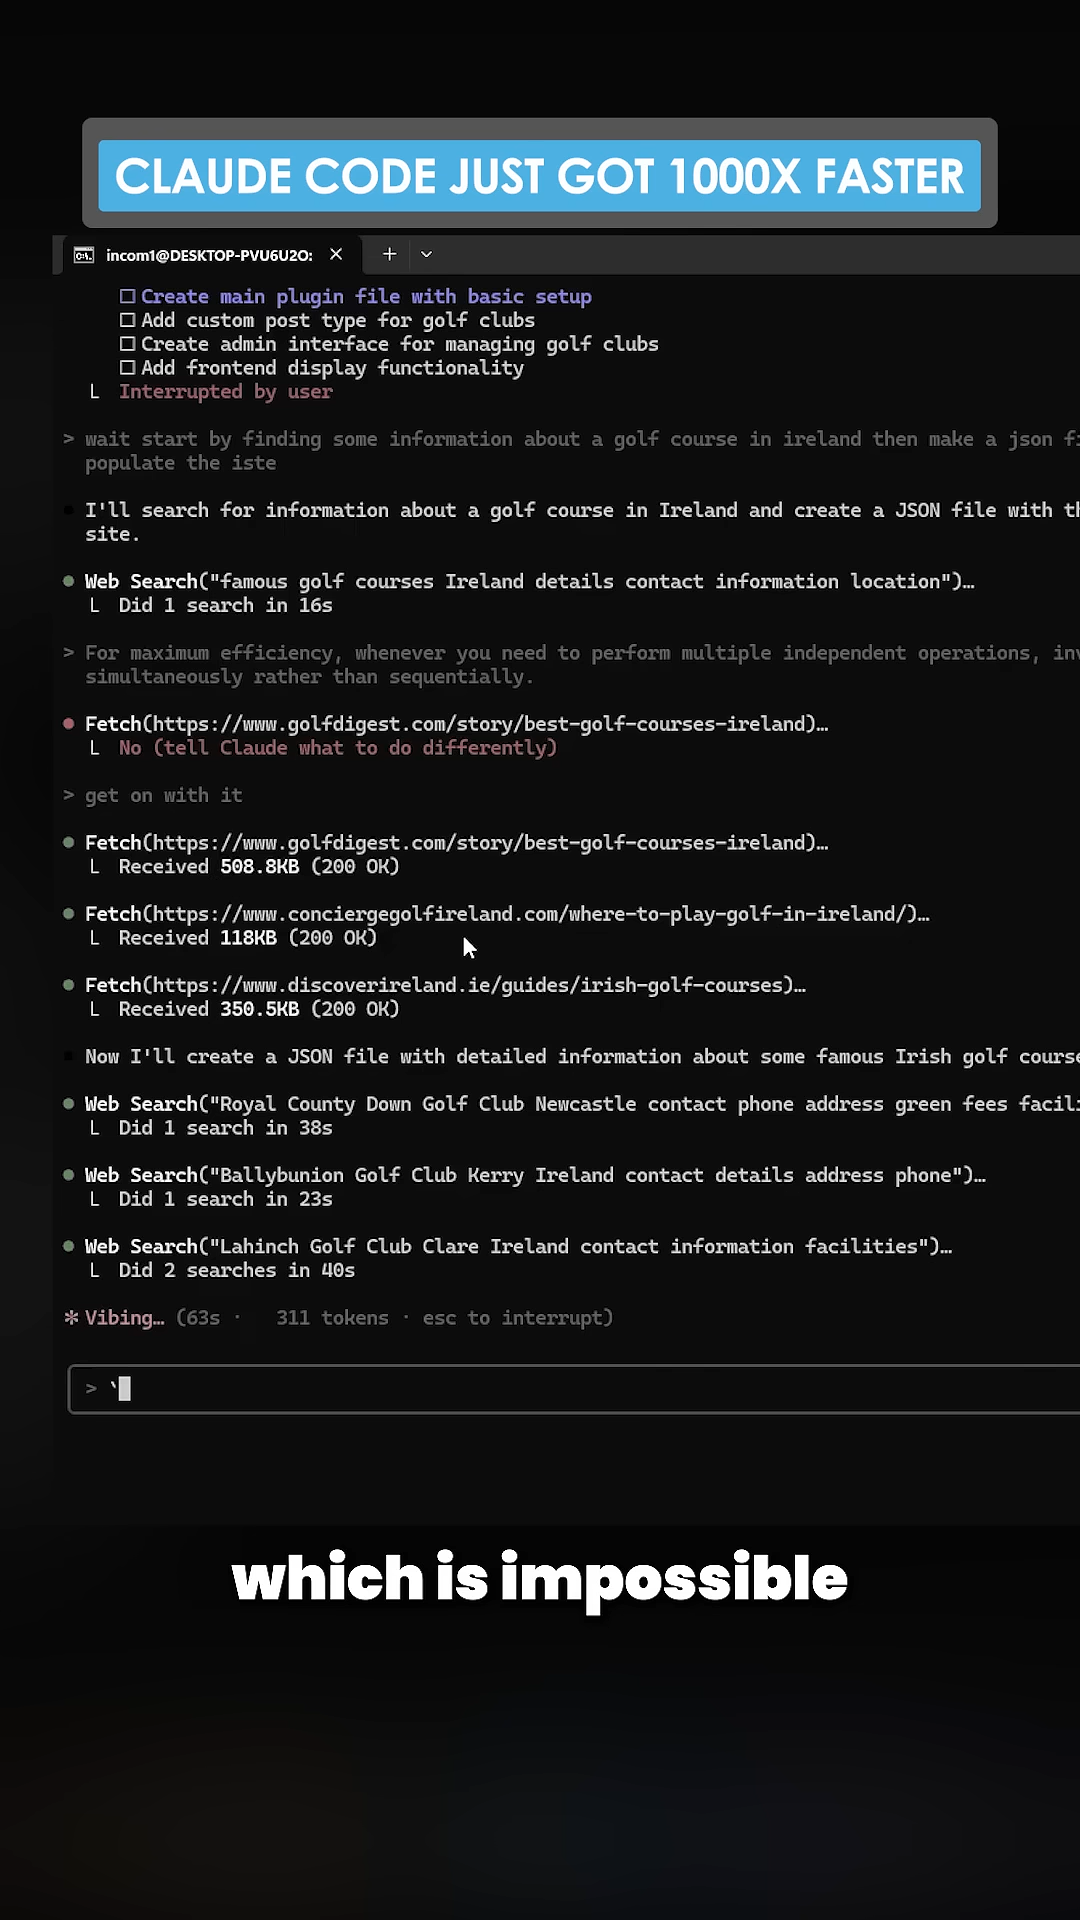 CLAUDE CODE JUST GOT 1000X FASTER
incom1@DESKTOP-PVU6U2O:
☐ Create main plugin file with basic setup
☐ Add custom post type for golf clubs
☐ Create admin interface for managing golf clubs
☐ Add frontend display functionality
Interrupted by user
> wait start by finding some information about a golf course in ireland then make a json
populate the iste
I'll search for information about a golf course in Ireland and create a JSON file with
site.
Web Search("famous golf courses Ireland details contact information location")…
Did 1 search in 16s
> For maximum efficiency, whenever you need to perform multiple independent operations,
simultaneously rather than sequentially.
Fetch(https://www.golfdigest.com/story/best-golf-courses-ireland)…
No (tell Claude what to do differently)
> get on with it
Fetch(https://www.golfdigest.com/story/best-golf-courses-ireland)…
Received 508.8KB (200 OK)
Fetch(https://www.conciergegolfireland.com/where-to-play-golf-in-ireland/)…
Received 118KB (200 OK)
Fetch(https://www.discoverireland.ie/guides/irish-golf-courses)…
Received 350.5KB (200 OK)
Now I'll create a JSON file with detailed information about some famous Irish golf course
Web Search("Royal County Down Golf Club Newcastle contact phone address green fees facili
Did 1 search in 38s
Web Search("Ballybunion Golf Club Kerry Ireland contact details address phone")…
Did 1 search in 23s
Web Search("Lahinch Golf Club Clare Ireland contact information facilities")…
Did 2 searches in 40s
* Vibing… (63s · 311 tokens · esc to interrupt)
> `
which is impossible